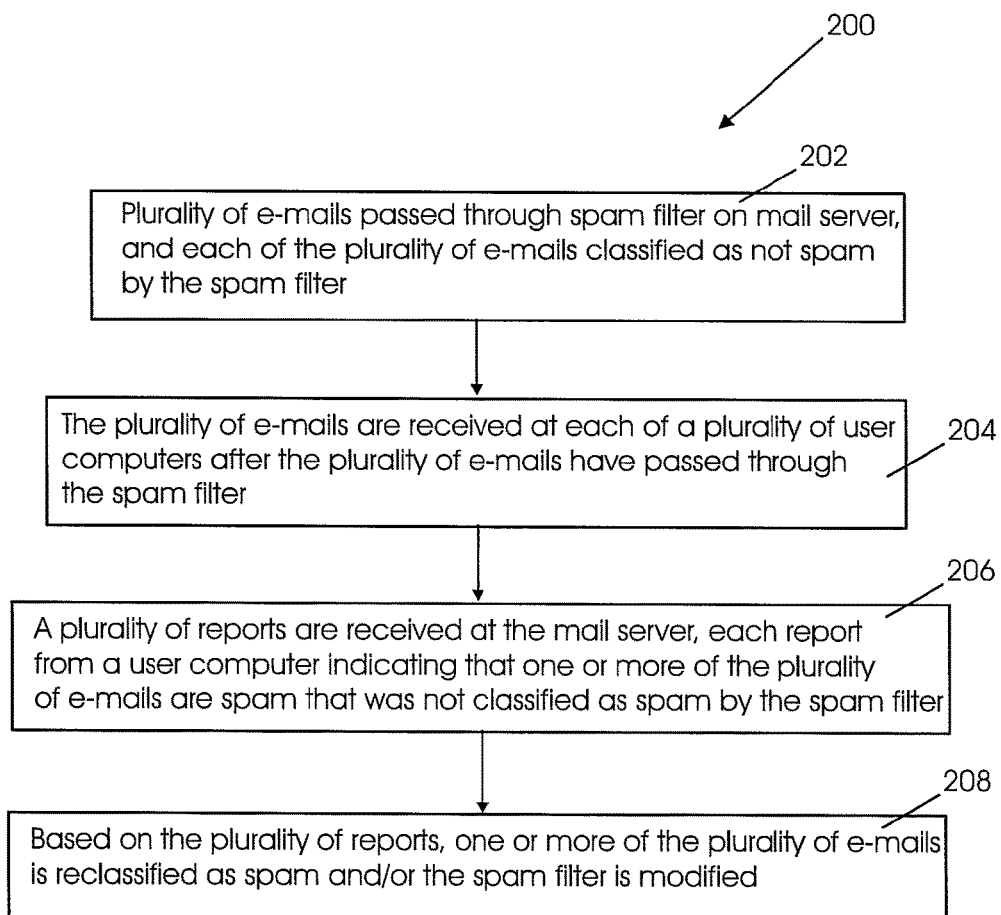 200
202
Plurality of e-mails passed through spam filter on mail server,
and each of the plurality of e-mails classified as not spam
by the spam filter
The plurality of e-mails are received at each of a plurality of user
computers after the plurality of e-mails have passed through
the spam filter
204
206
A plurality of reports are received at the mail server, each report
from a user computer indicating that one or more of the plurality
of e-mails are spam that was not classified as spam by the spam filter
208
Based on the plurality of reports, one or more of the plurality of e-mails
is reclassified as spam and/or the spam filter is modified